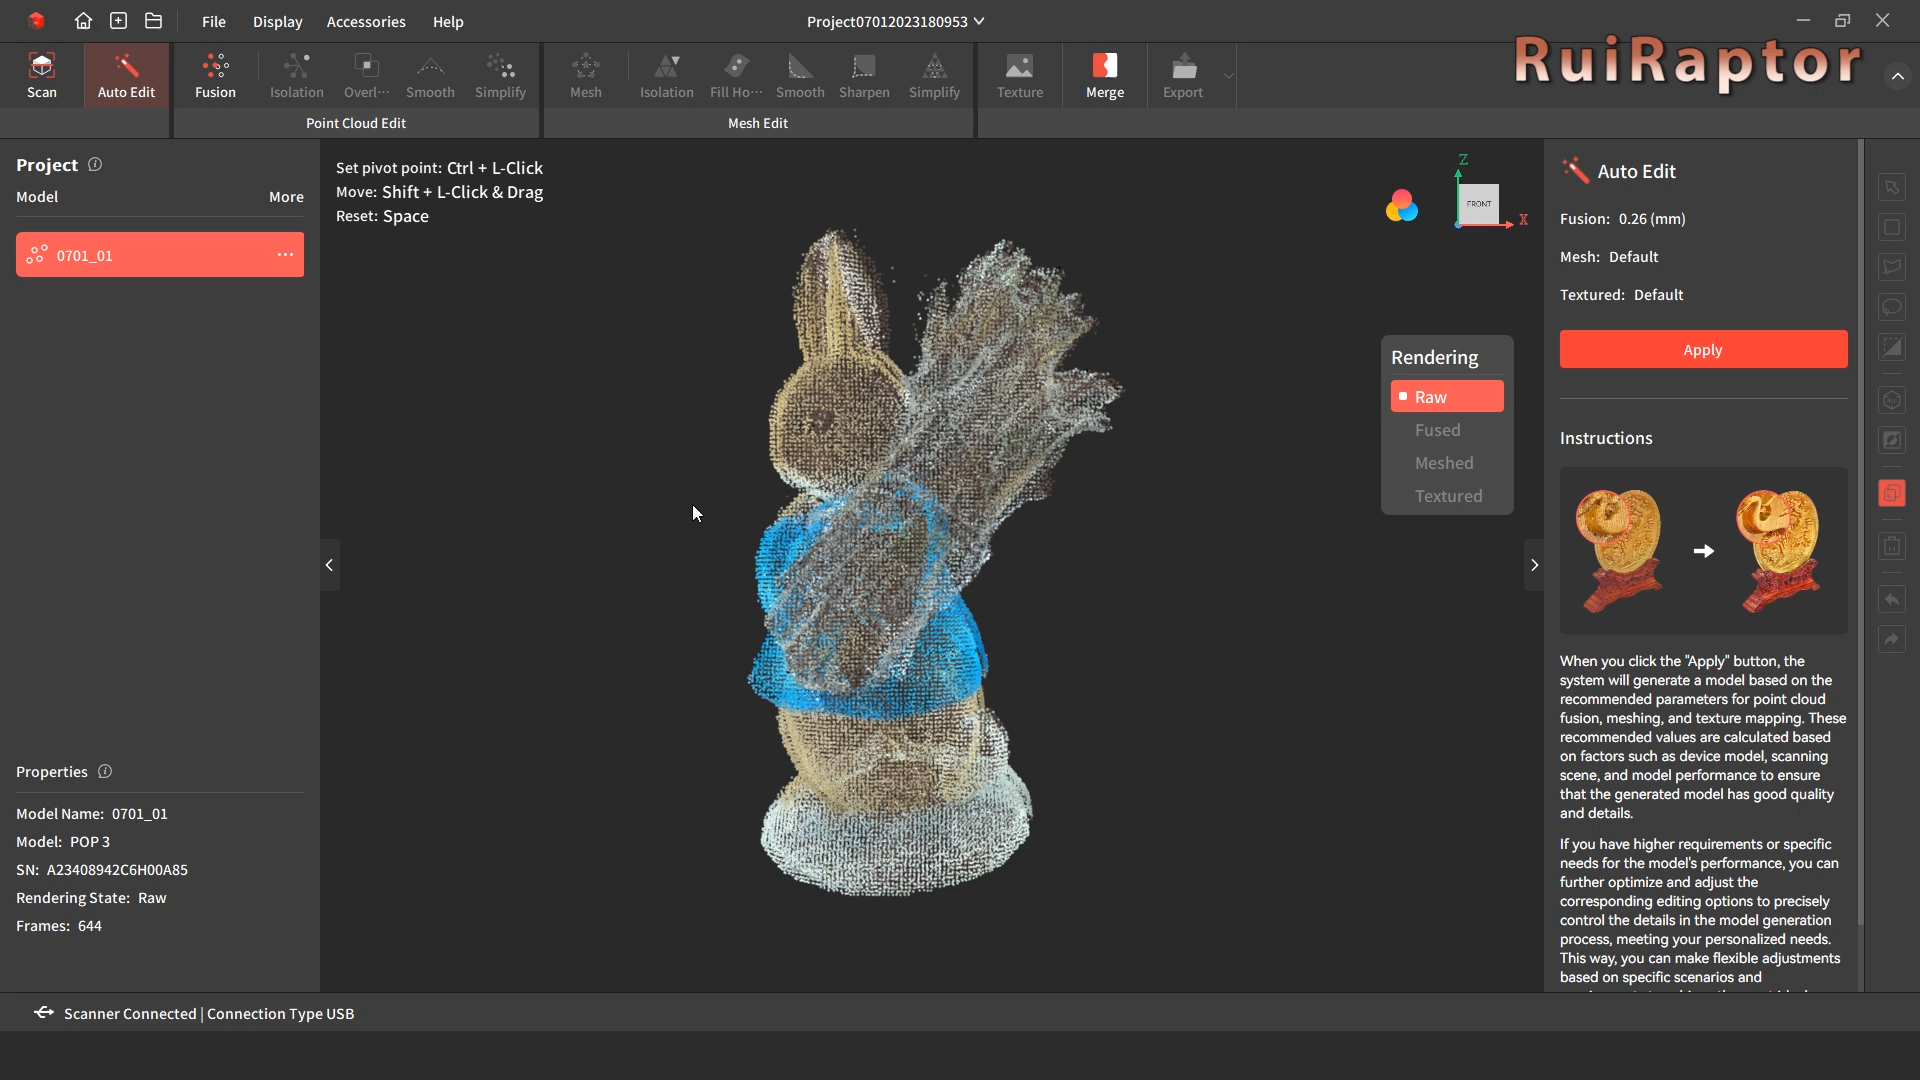 File Display Accessories Help
Project07012023180953
RuiRaptor
Scan Auto Edit Fusion Isolation Overl··· Smooth Simplify Mesh Isolation Fill Ho··· Smooth Sharpen Simplify Texture Merge Export
Point Cloud Edit Mesh Edit
Project
Model More
0701_01 ···
Properties
Model Name: 0701_01
Model: POP 3
SN: A23408942C6H00A85
Rendering State: Raw
Frames: 644
Set pivot point: Ctrl + L-Click
Move: Shift + L-Click & Drag
Reset: Space
Z
FRONT
X
Rendering
Raw
Fused
Meshed
Textured
Auto Edit
Fusion: 0.26 (mm)
Mesh: Default
Textured: Default
Apply
Instructions
When you click the "Apply" button, the
system will generate a model based on the
recommended parameters for point cloud
fusion, meshing, and texture mapping. These
recommended values are calculated based
on factors such as device model, scanning
scene, and model performance to ensure
that the generated model has good quality
and details.
If you have higher requirements or specific
needs for the model's performance, you can
further optimize and adjust the
corresponding editing options to precisely
control the details in the model generation
process, meeting your personalized needs.
This way, you can make flexible adjustments
based on specific scenarios and
Scanner Connected | Connection Type USB